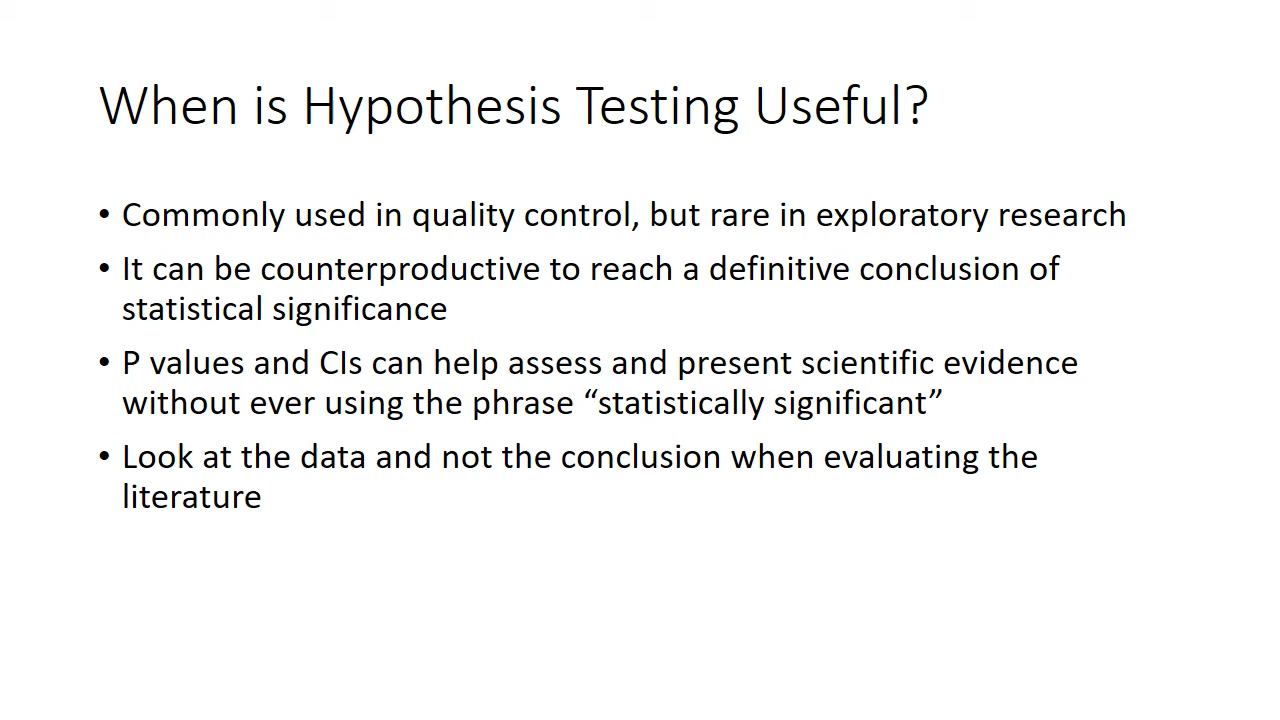 When is Hypothesis Testing Useful?
• Commonly used in quality control, but rare in exploratory research
• It can be counterproductive to reach a definitive conclusion of
statistical significance
• P values and CIs can help assess and present scientific evidence
without ever using the phrase “statistically significant”
• Look at the data and not the conclusion when evaluating the
literature